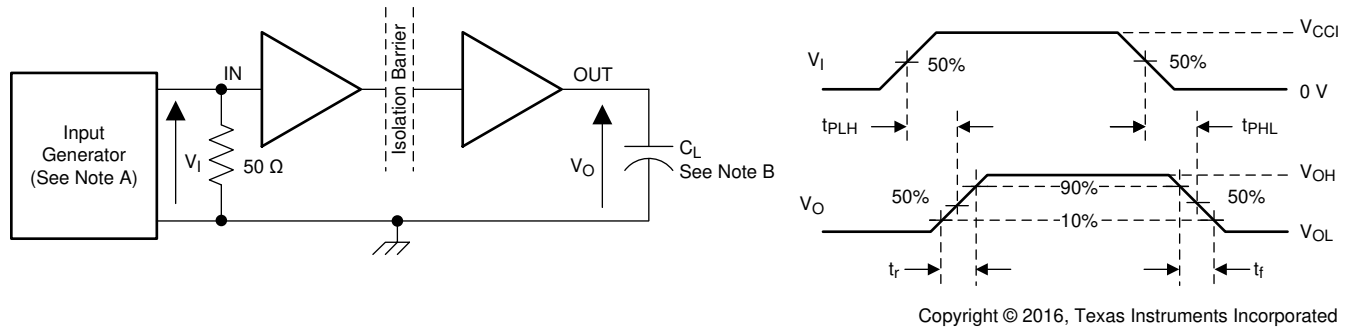 Input
Generator
(See Note A)
V_I
IN
50 Ω
Isolation Barrier
OUT
V_O
C_L
See Note B
V_I
50%
50%
V_CCI
0 V
t_PLH
t_PHL
V_O
50%
90%
10%
50%
V_OH
V_OL
t_r
t_f
Copyright © 2016, Texas Instruments Incorporated